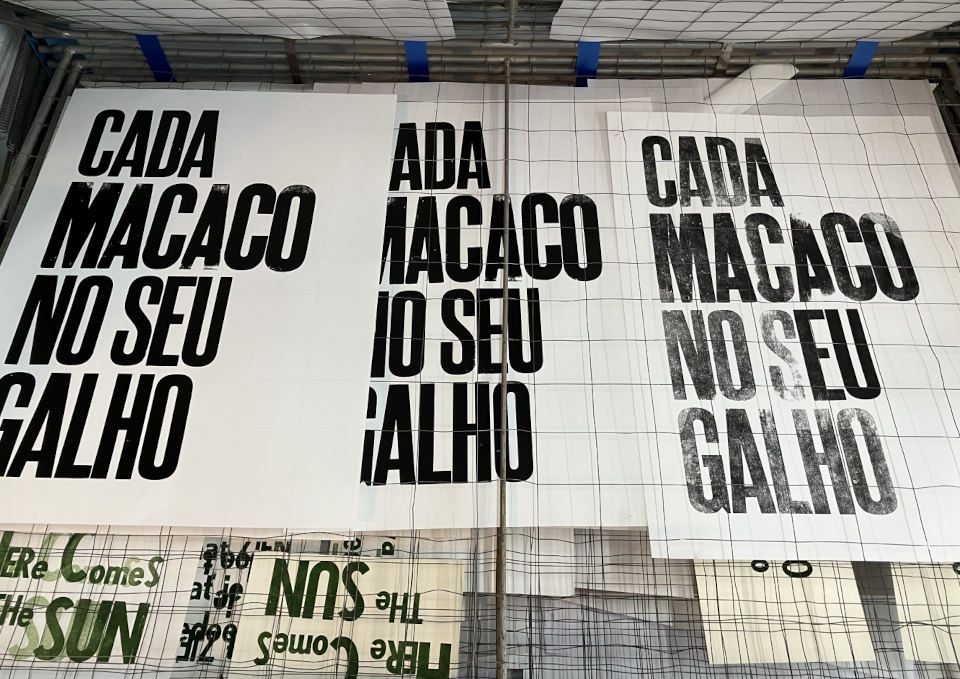 CADA
MACACO
NO SEU
GALHO
ADA
MACACO
NO SEU
GALHO
CADA
MACACO
NO SEU
GALHO
HERE Comes
THE SUN
HERE Comes
THE SUN